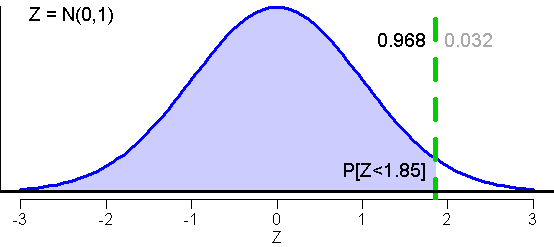 Z = N(0,1)
0.968 0.032
P[Z<1.85]
-3 -2 -1 0 1 2 3
Z